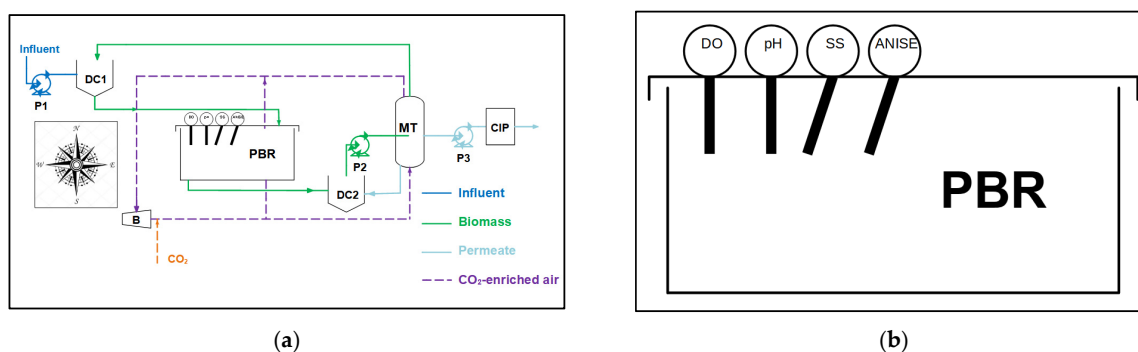 Influent
P1
DC1
N
W
E
S
DO
pH
SS
ANISE
PBR
MT
P2
DC2
P3
CIP
B
CO₂
Influent
Biomass
Permeate
CO₂-enriched air
(a)
DO
pH
SS
ANISE
PBR
(b)